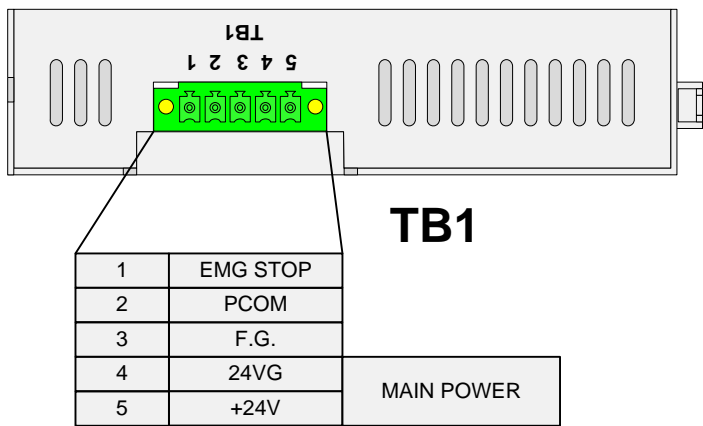 TB1
1 2 3 4 5
TB1
1 EMG STOP
2 PCOM
3 F.G.
4 24VG
MAIN POWER
5 +24V